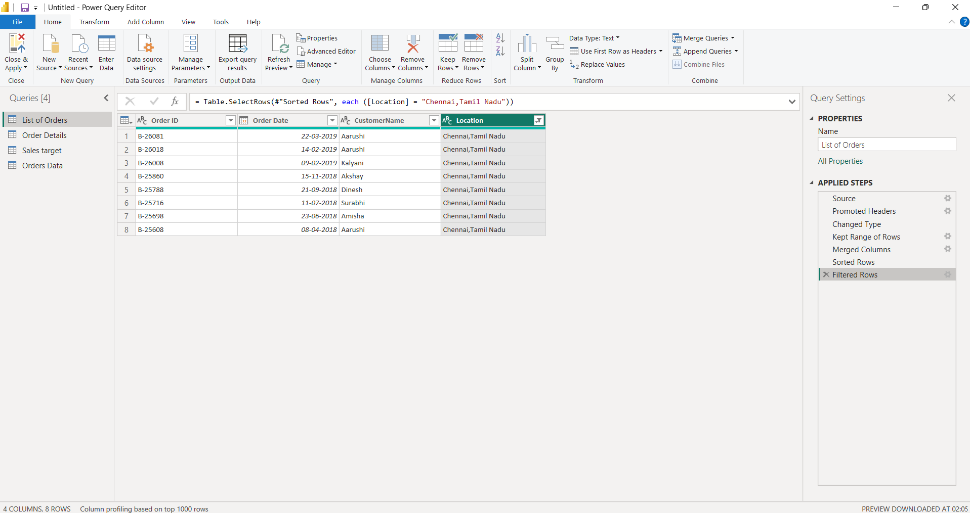 Untitled - Power Query Editor
File Home Transform Add Column View Tools Help
Close & Apply
New Source
Recent Sources
Enter Data
Data source settings
Manage Parameters
Export query results
Refresh Preview
Properties
Advanced Editor
Manage
Choose Columns
Remove Columns
Keep Rows
Remove Rows
Split Column
Group By
Data Type: Text
Use First Row as Headers
Replace Values
Merge Queries
Append Queries
Combine Files
Close New Query Data Sources Parameters Output Data Query Manage Columns Reduce Rows Sort Transform Combine
Queries [4]
List of Orders
Order Details
Sales target
Orders Data
= Table.SelectRows(#"Sorted Rows", each ([Location] = "Chennai,Tamil Nadu"))
Order ID Order Date CustomerName Location
1 B-26081 22-03-2019 Aarushi Chennai,Tamil Nadu
2 B-26018 14-02-2019 Aarushi Chennai,Tamil Nadu
3 B-26008 09-02-2019 Kalyani Chennai,Tamil Nadu
4 B-25860 15-11-2018 Akshay Chennai,Tamil Nadu
5 B-25788 21-09-2018 Dinesh Chennai,Tamil Nadu
6 B-25716 11-07-2018 Surabhi Chennai,Tamil Nadu
7 B-25698 23-06-2018 Amisha Chennai,Tamil Nadu
8 B-25608 08-04-2018 Aarushi Chennai,Tamil Nadu
Query Settings
PROPERTIES
Name
List of Orders
All Properties
APPLIED STEPS
Source
Promoted Headers
Changed Type
Kept Range of Rows
Merged Columns
Sorted Rows
Filtered Rows
4 COLUMNS, 8 ROWS Column profiling based on top 1000 rows
PREVIEW DOWNLOADED AT 02:05